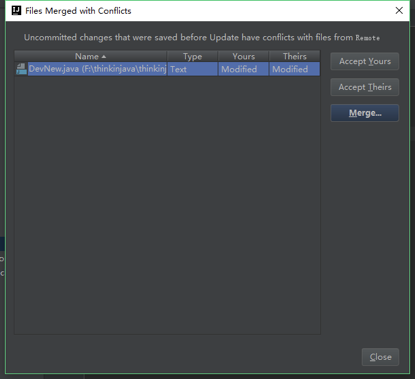 Files Merged with Conflicts
Uncommitted changes that were saved before Update have conflicts with files from Remote
Name Type Yours Theirs
DevNew.java (F:\thinkinjava\thinkinj Text Modified Modified
Accept Yours
Accept Theirs
Merge...
Close